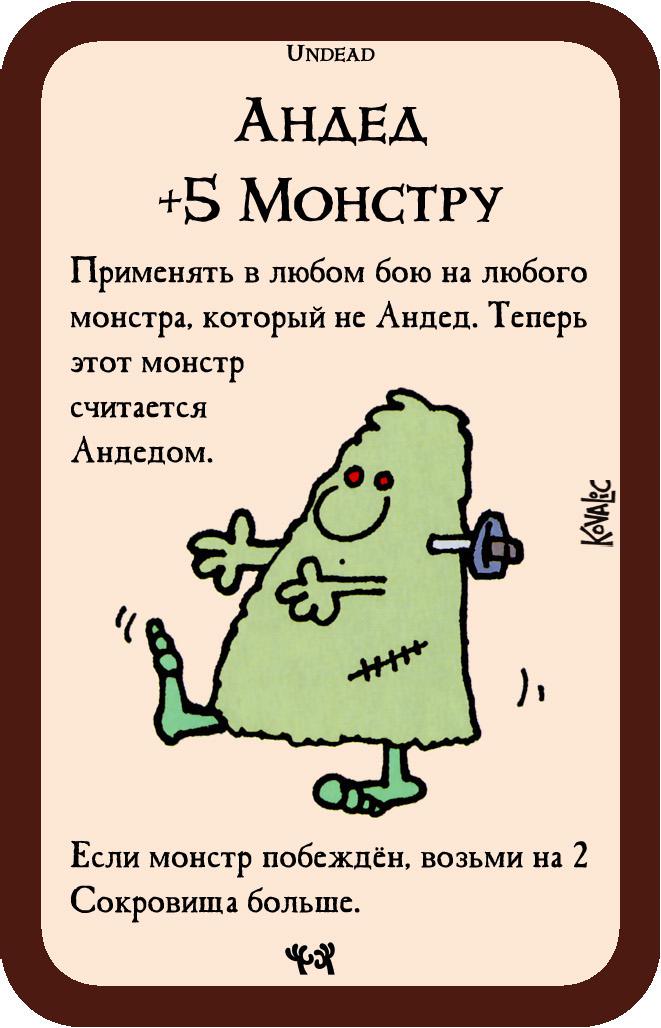 Undead
Андед
+5 Монстру
Применять в любом бою на любого
монстра, который не Андед. Теперь
этот монстр
считается
Андедом.
Kovalic
Если монстр побеждён, возьми на 2
Сокровища больше.